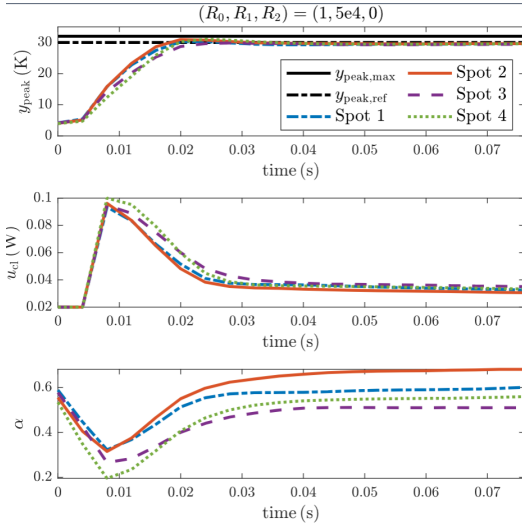 (R₀, R₁, R₂) = (1, 5e4, 0)
30
20
10
0
y_peak (K)
y_peak,max
y_peak,ref
Spot 1
Spot 2
Spot 3
Spot 4
0 0.01 0.02 0.03 0.04 0.05 0.06 0.07
time (s)
0.1
0.08
0.06
0.04
0.02
u_cl (W)
0 0.01 0.02 0.03 0.04 0.05 0.06 0.07
time (s)
0.6
0.4
0.2
α
0 0.01 0.02 0.03 0.04 0.05 0.06 0.07
time (s)